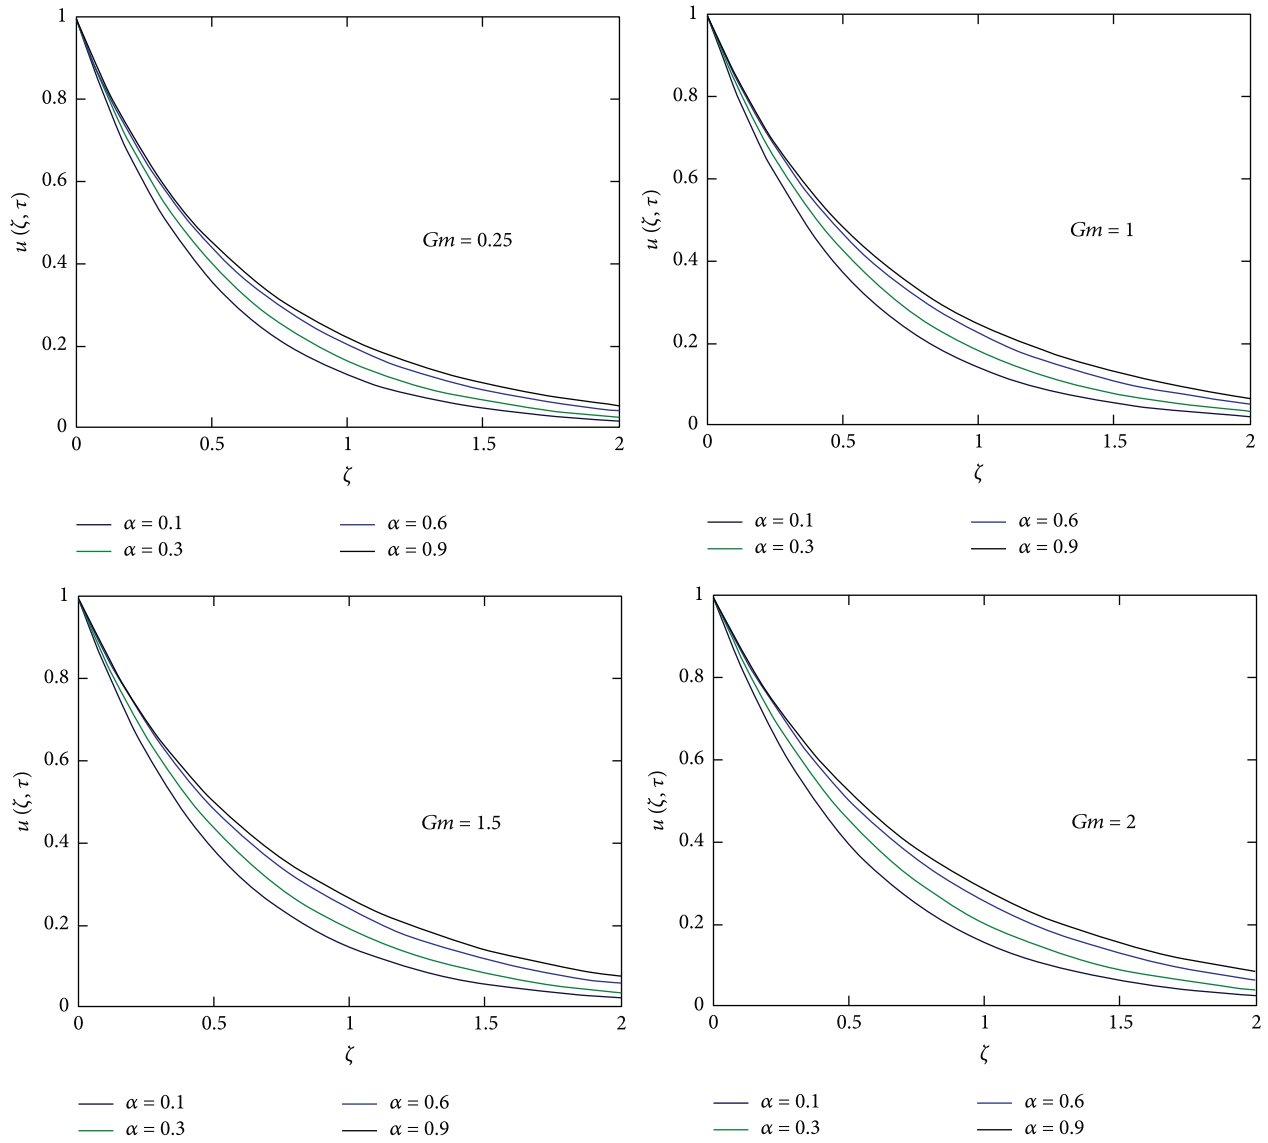 1
0.8
0.6
0.4
0.2
0
u (ζ, τ)
Gm = 0.25
0 0.5 1 1.5 2
ζ
α = 0.1 α = 0.6
α = 0.3 α = 0.9
1
0.8
0.6
0.4
0.2
0
u (ζ, τ)
Gm = 1
0 0.5 1 1.5 2
ζ
α = 0.1 α = 0.6
α = 0.3 α = 0.9
1
0.8
0.6
0.4
0.2
0
u (ζ, τ)
Gm = 1.5
0 0.5 1 1.5 2
ζ
α = 0.1 α = 0.6
α = 0.3 α = 0.9
1
0.8
0.6
0.4
0.2
0
u (ζ, τ)
Gm = 2
0 0.5 1 1.5 2
ζ
α = 0.1 α = 0.6
α = 0.3 α = 0.9